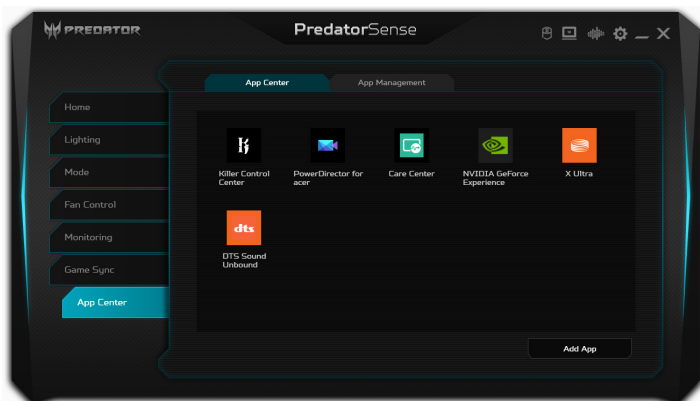 PREDATOR
PredatorSense
App Center
App Management
Home
Lighting
Mode
Fan Control
Monitoring
Game Sync
App Center
Killer Control
Center
PowerDirector for
acer
Care Center
NVIDIA GeForce
Experience
X Ultra
dts
DTS Sound
Unbound
Add App